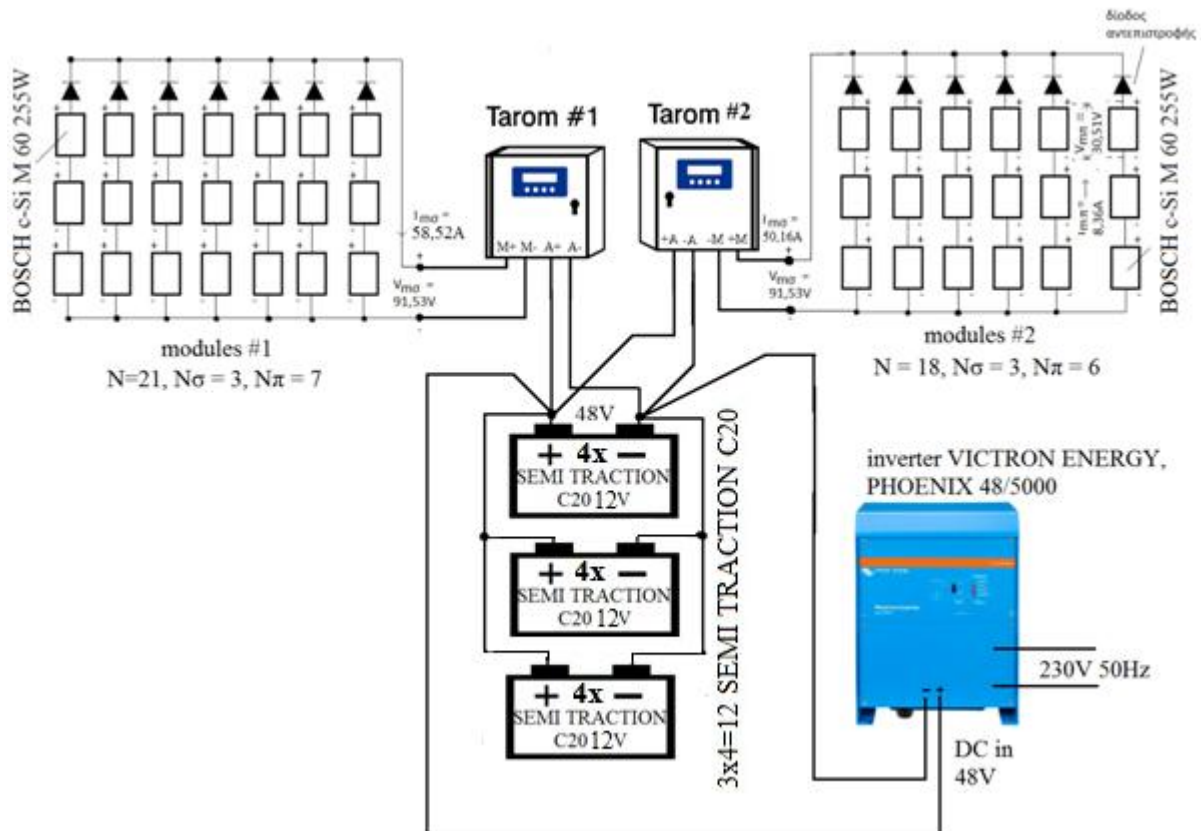 δίοδος
αντεπιστροφής
BOSCH c-Si M 60 255W
Tarom #1
Tarom #2
BOSCH c-Si M 60 255W
Vmπ =
30,51V
Imπ =
8,36A
Imσ =
58,52A
M+ M- A+ A-
Imσ =
50,16A
+A -A -M +M
Vmσ =
91,53V
Vmσ =
91,53V
modules #1
N=21, Nσ = 3, Nπ = 7
modules #2
N = 18, Nσ = 3, Nπ = 6
48V
+ 4x −
SEMI TRACTION
C20 12V
+ 4x −
SEMI TRACTION
C20 12V
+ 4x −
SEMI TRACTION
C20 12V
3x4=12 SEMI TRACTION C20
inverter VICTRON ENERGY,
PHOENIX 48/5000
230V 50Hz
- +
DC in
48V